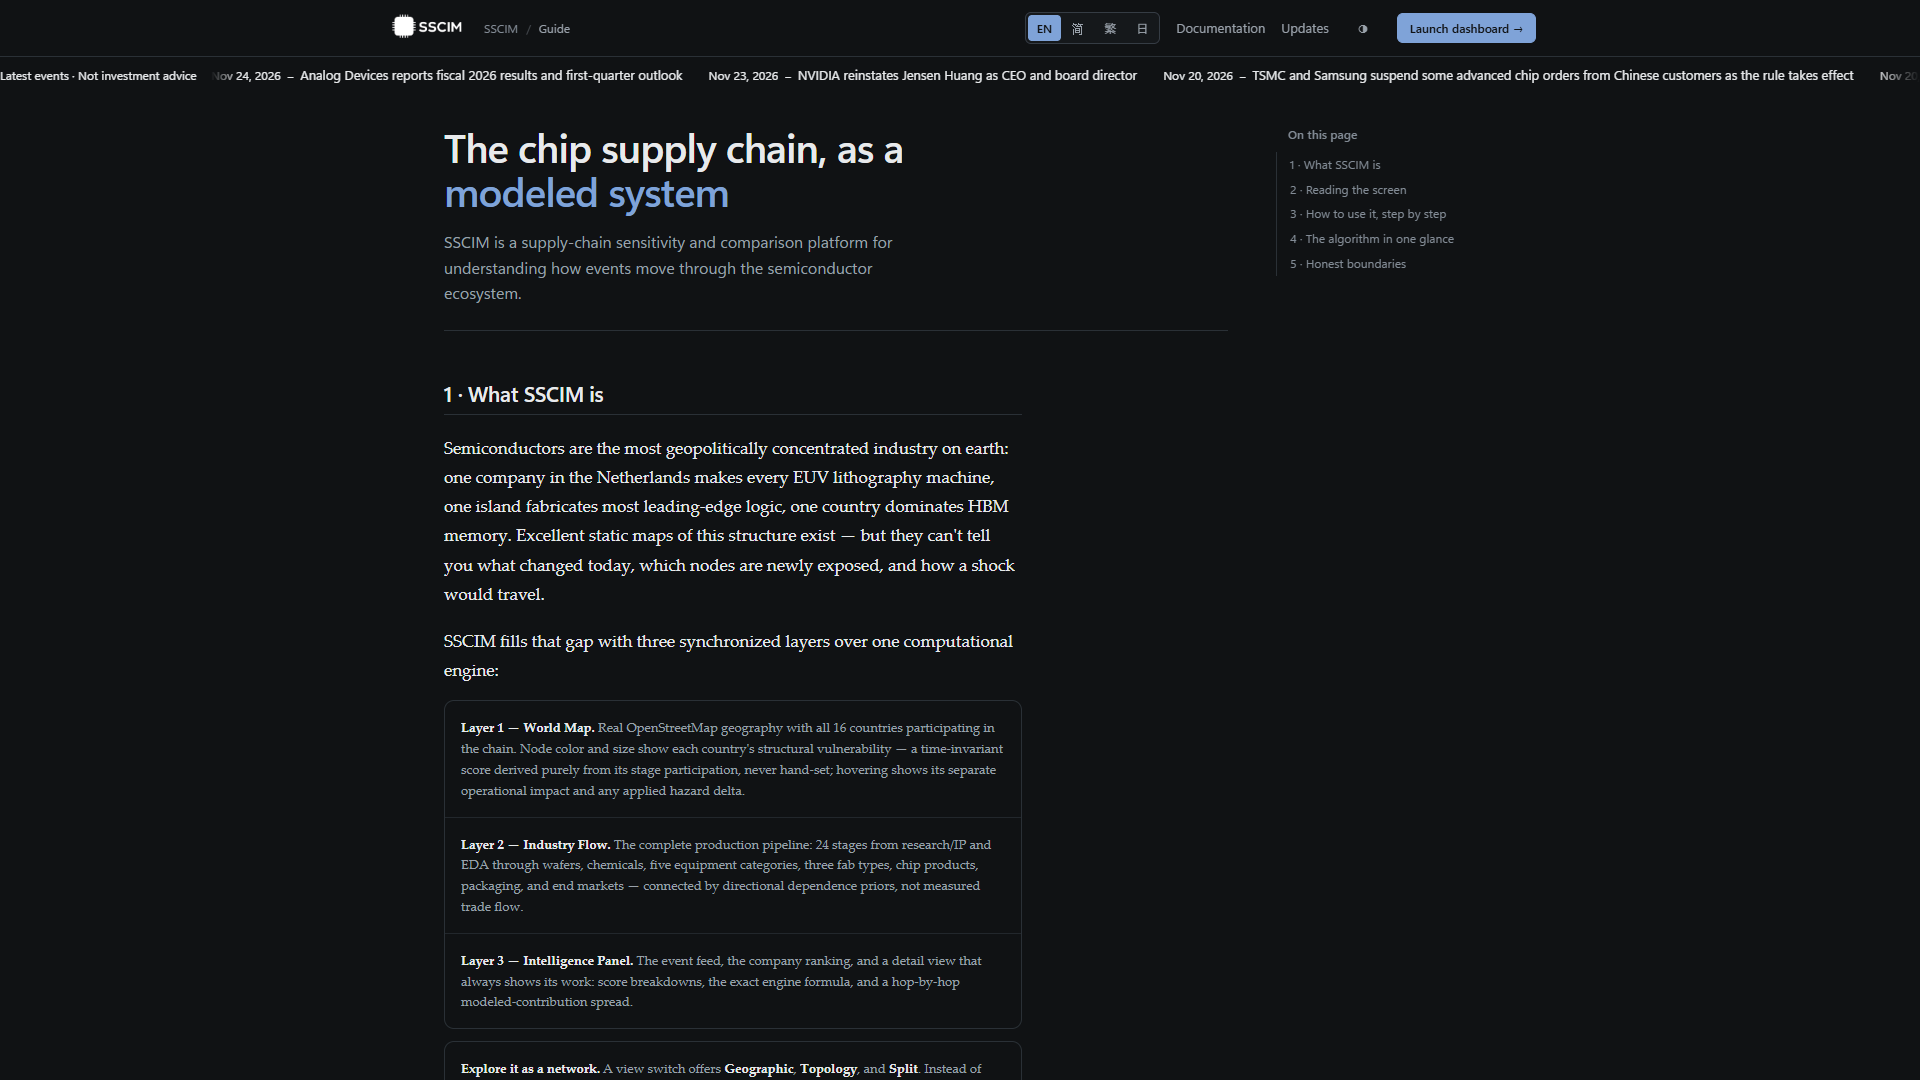 SSCIM
SSCIM / Guide
EN 简 繁 日
Documentation
Updates
Launch dashboard →
Latest events · Not investment advice
Nov 24, 2026 – Analog Devices reports fiscal 2026 results and first-quarter outlook
Nov 23, 2026 – NVIDIA reinstates Jensen Huang as CEO and board director
Nov 20, 2026 – TSMC and Samsung suspend some advanced chip orders from Chinese customers as the rule takes effect
Nov 20
The chip supply chain, as a
modeled system
SSCIM is a supply-chain sensitivity and comparison platform for
understanding how events move through the semiconductor
ecosystem.
On this page
1 · What SSCIM is
2 · Reading the screen
3 · How to use it, step by step
4 · The algorithm in one glance
5 · Honest boundaries
1 · What SSCIM is
Semiconductors are the most geopolitically concentrated industry on earth:
one company in the Netherlands makes every EUV lithography machine,
one island fabricates most leading-edge logic, one country dominates HBM
memory. Excellent static maps of this structure exist — but they can't tell
you what changed today, which nodes are newly exposed, and how a shock
would travel.
SSCIM fills that gap with three synchronized layers over one computational
engine:
Layer 1 — World Map. Real OpenStreetMap geography with all 16 countries participating in
the chain. Node color and size show each country's structural vulnerability — a time-invariant
score derived purely from its stage participation, never hand-set; hovering shows its separate
operational impact and any applied hazard delta.
Layer 2 — Industry Flow. The complete production pipeline: 24 stages from research/IP and
EDA through wafers, chemicals, five equipment categories, three fab types, chip products,
packaging, and end markets — connected by directional dependence priors, not measured
trade flow.
Layer 3 — Intelligence Panel. The event feed, the company ranking, and a detail view that
always shows its work: score breakdowns, the exact engine formula, and a hop-by-hop
modeled-contribution spread.
Explore it as a network. A view switch offers Geographic, Topology, and Split. Instead of